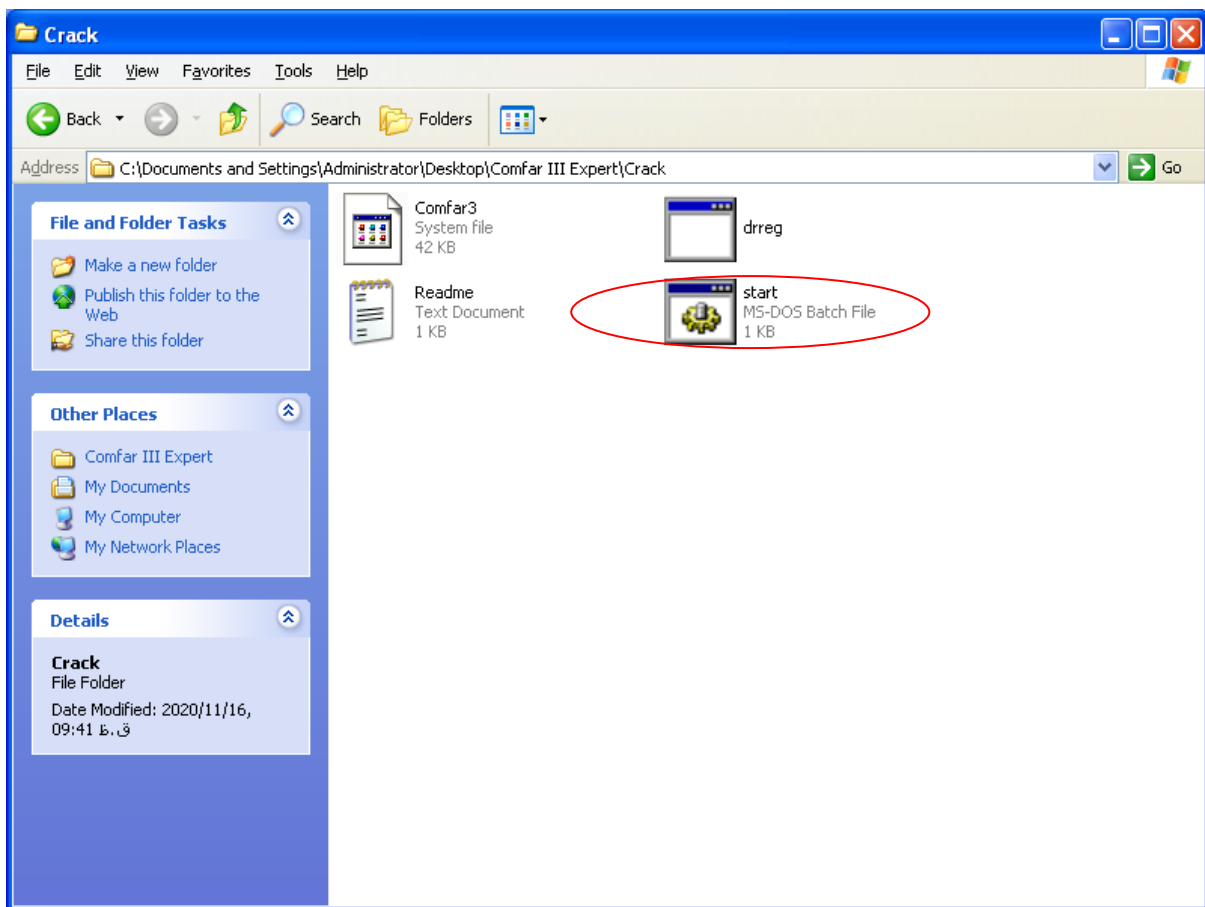 Crack
File Edit View Favorites Tools Help
Back Search Folders
Address C:\Documents and Settings\Administrator\Desktop\Comfar III Expert\Crack Go
File and Folder Tasks
Make a new folder
Publish this folder to the
Web
Share this folder
Other Places
Comfar III Expert
My Documents
My Computer
My Network Places
Details
Crack
File Folder
Date Modified: 2020/11/16,
09:41 ق.ظ
Comfar3
System file
42 KB
drreg
Readme
Text Document
1 KB
start
MS-DOS Batch File
1 KB